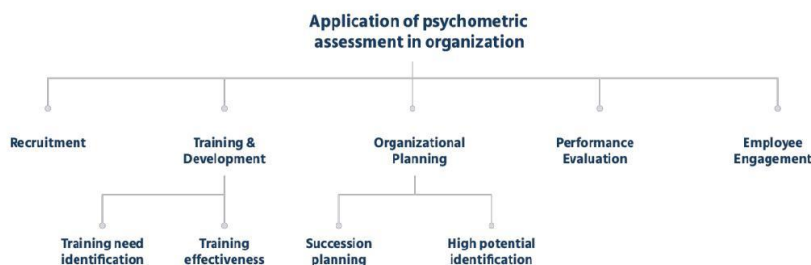 Application of psychometric
assessment in organization
Recruitment
Training &
Development
Organizational
Planning
Performance
Evaluation
Employee
Engagement
Training need
identification
Training
effectiveness
Succession
planning
High potential
identification